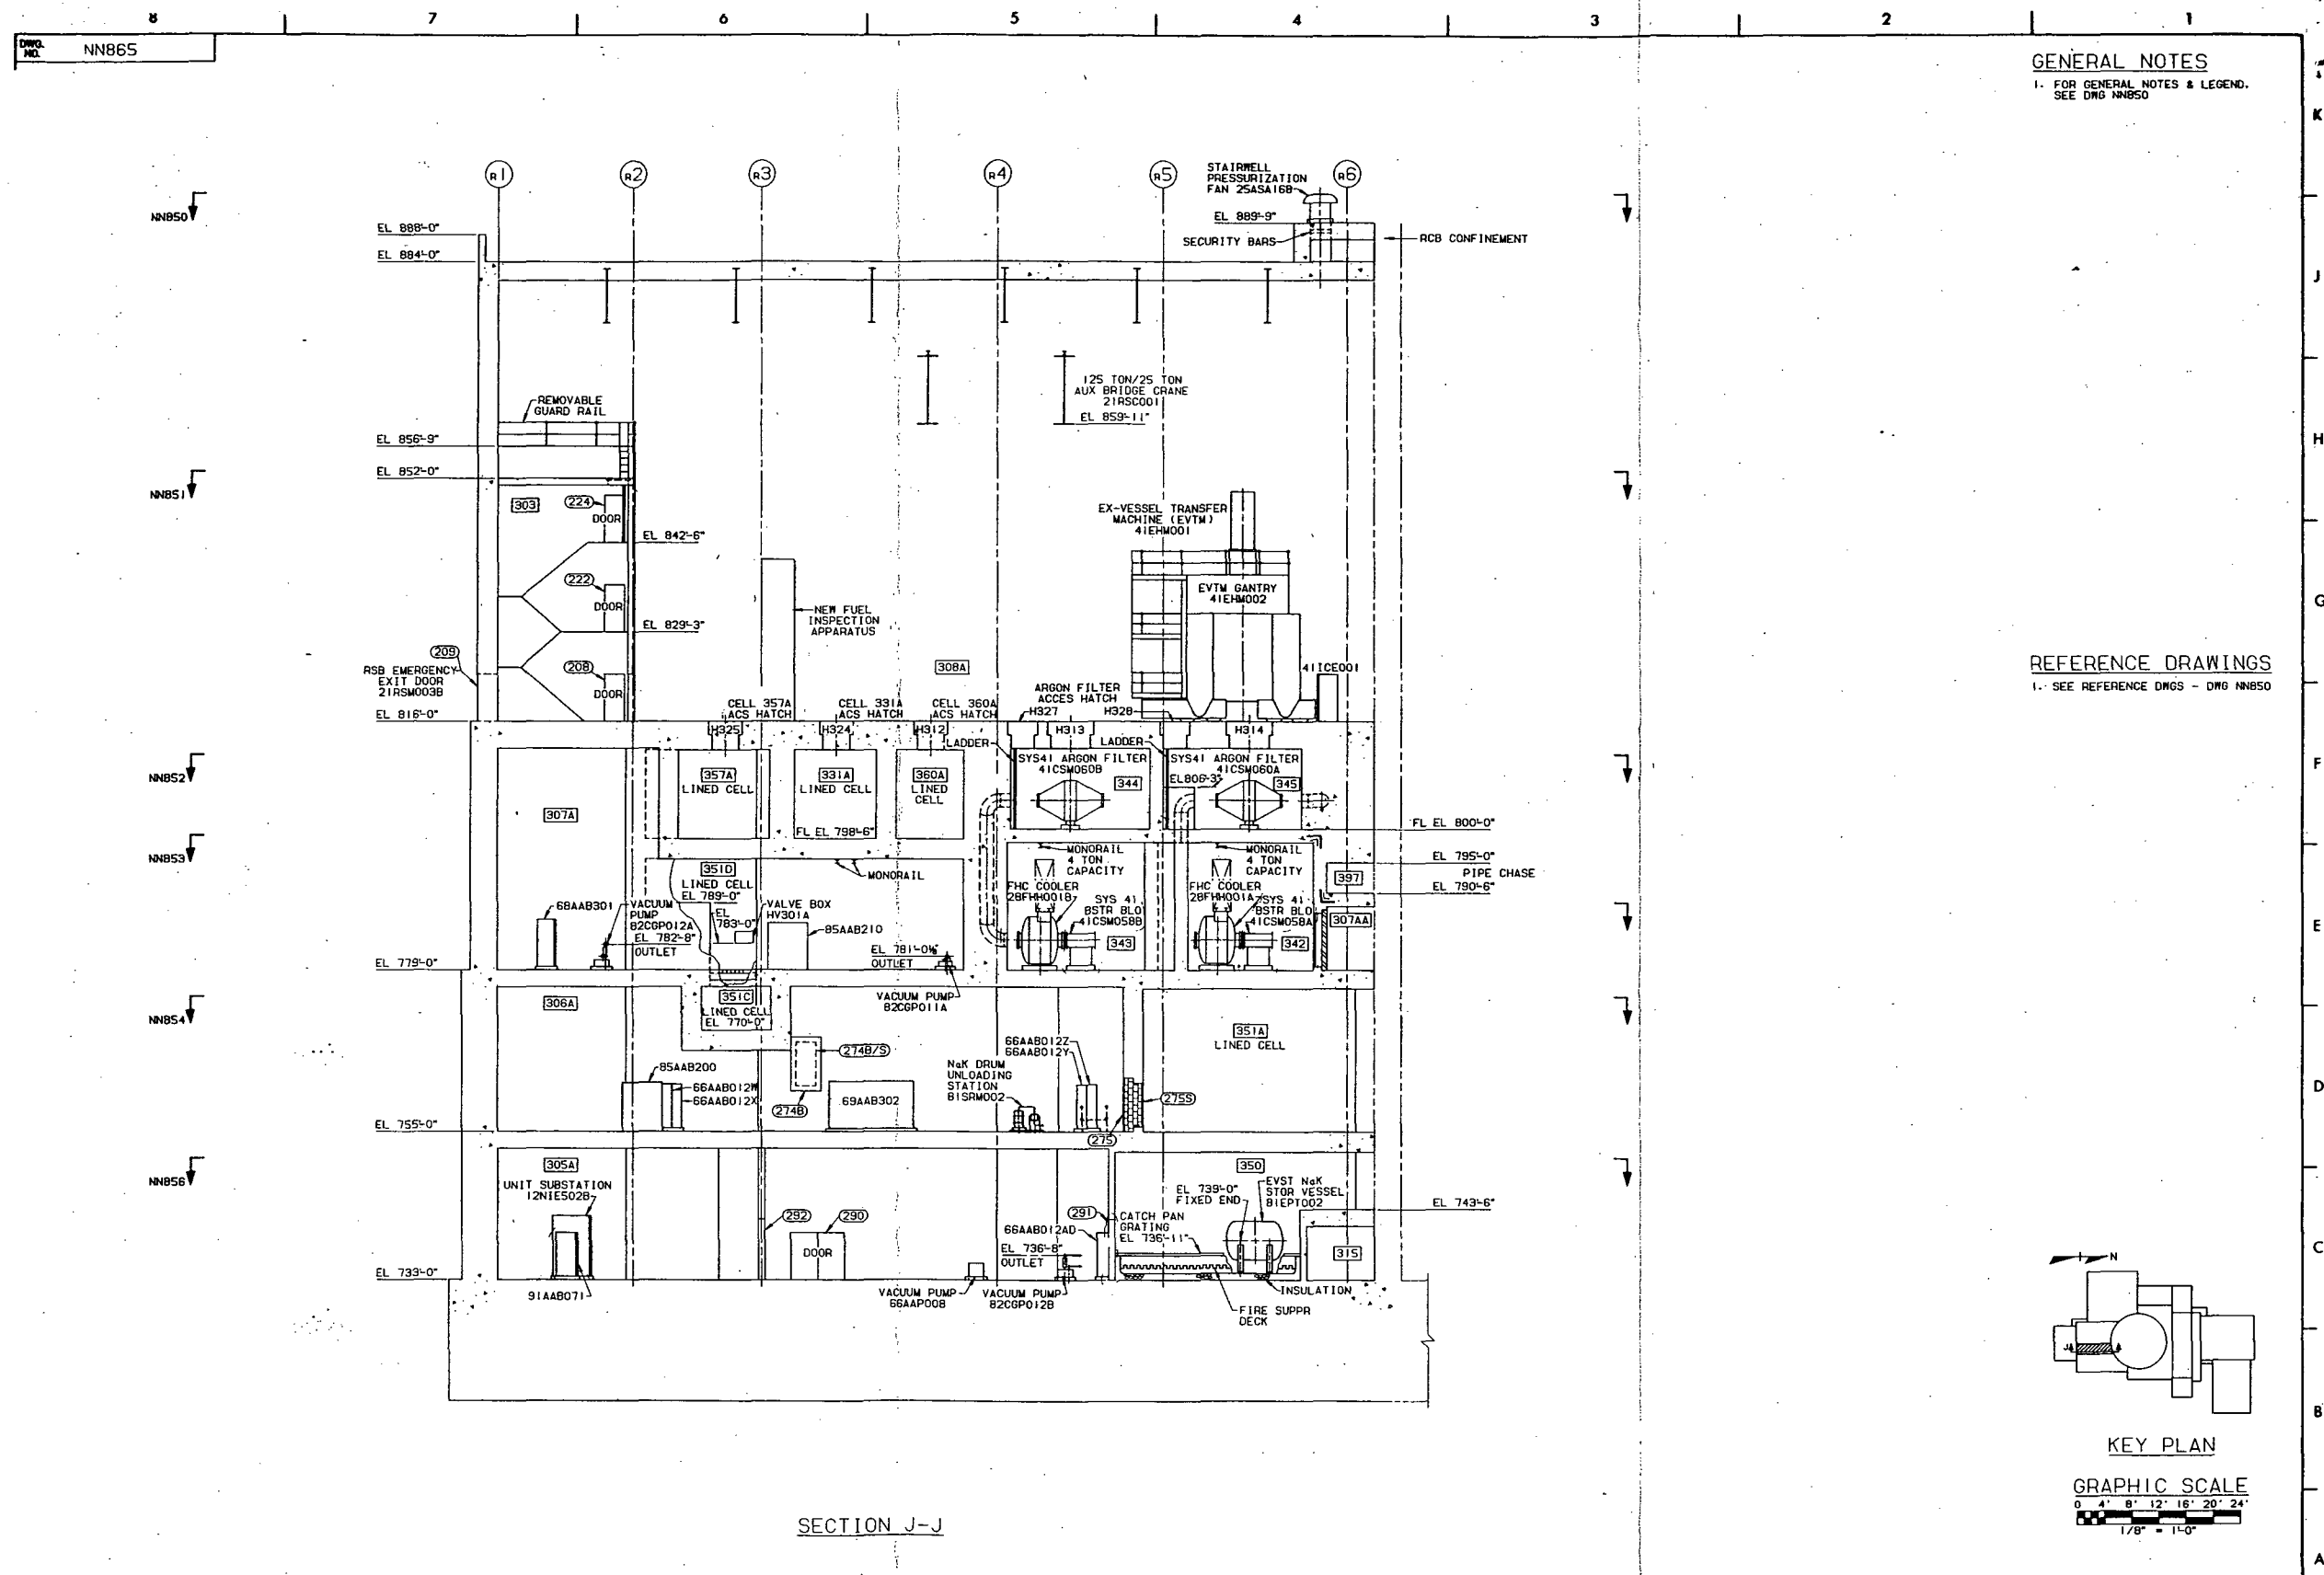 8 7 6 5 4 3 2 1
DWG. NO. NN865
GENERAL NOTES
1. FOR GENERAL NOTES & LEGEND.
SEE DWG NN850
K
R1 R2 R3 R4 R5 R6
STAIRWELL
PRESSURIZATION
FAN 25ASA16B
NN850
EL 889'-9"
EL 888'-0"
SECURITY BARS
RCB CONFINEMENT
EL 884'-0"
J
125 TON/25 TON
AUX BRIDGE CRANE
21RSC001
EL 859'-11"
REMOVABLE
GUARD RAIL
EL 856'-9"
H
EL 852'-0"
NN851
303
224
DOOR
EL 842'-6"
EX-VESSEL TRANSFER
MACHINE (EVTM)
41EHM001
222
DOOR
EVTM GANTRY
41EHM002
G
NEW FUEL
INSPECTION
APPARATUS
EL 829'-3"
209
RSB EMERGENCY
EXIT DOOR
21RSM003B
208
DOOR
308A
41ICE001
REFERENCE DRAWINGS
1. SEE REFERENCE DWGS - DWG NN850
ARGON FILTER
ACCES HATCH
H327
H328
CELL 357A
ACS HATCH
CELL 331A
ACS HATCH
CELL 360A
ACS HATCH
EL 816'-0"
H325
H324
H312
H313
H314
LADDER
LADDER
NN852
F
357A
LINED CELL
331A
LINED CELL
360A
LINED
CELL
SYS41 ARGON FILTER
41CSM060B
344
SYS41 ARGON FILTER
41CSM060A
EL806'-3"
345
307A
FL EL 798'-6"
FL EL 800'-0"
NN853
351D
LINED CELL
EL 789'-0"
MONORAIL
MONORAIL
4 TON
CAPACITY
MONORAIL
4 TON
CAPACITY
EL 795'-0"
PIPE CHASE
397
EL 790'-6"
FHC COOLER
28FHH001B
SYS 41
BSTR BLO
41CSM058B
FHC COOLER
28FHH001A
SYS 41
BSTR BLO
41CSM058A
307AA
E
68AAB301
VACUUM
PUMP
82CGP012A
EL 782'-8"
OUTLET
EL
783'-0"
VALVE BOX
HV301A
85AAB210
OUTLET
343
342
EL 779'-0"
306A
351C
LINED CELL
EL 770'-0"
VACUUM PUMP
82CGP011A
NN854
351A
LINED CELL
274B/S
66AAB012Z
66AAB012Y
NaK DRUM
UNLOADING
STATION
81SRM002
85AAB200
66AAB012W
66AAB012X
D
274B
69AAB302
275S
275
EL 755'-0"
305A
350
NN856
UNIT SUBSTATION
12NIE502B
EL 739'-0"
FIXED END
EVST NaK
STOR VESSEL
81EPT002
EL 743'-6"
292
290
DOOR
291
66AAB012AD
CATCH PAN
GRATING
EL 736'-11"
EL 736'-8"
OUTLET
315
C
N
EL 733'-0"
91AAB071
VACUUM PUMP
66AAP008
VACUUM PUMP
82CGP012B
INSULATION
FIRE SUPPR
DECK
B
KEY PLAN
GRAPHIC SCALE
0 4' 8' 12' 16' 20' 24'
1/8" = 1'-0"
SECTION J-J
A